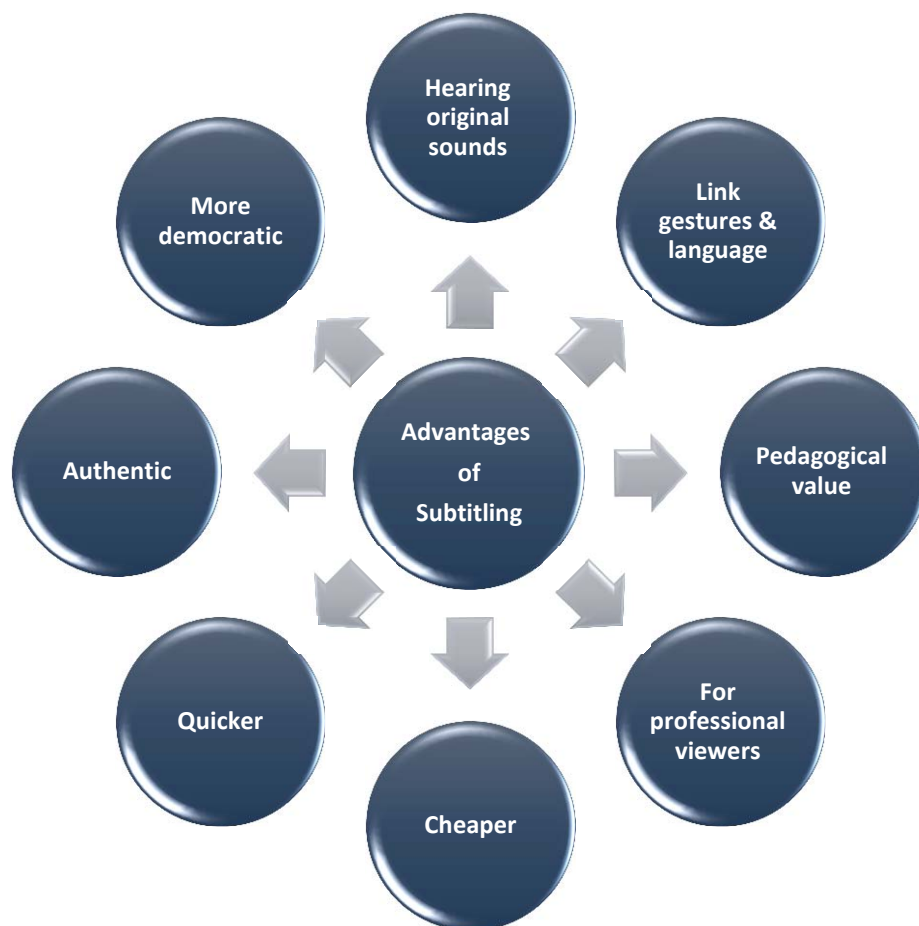 Hearing
original
sounds
Link
gestures &
language
Pedagogical
value
For
professional
viewers
Cheaper
Quicker
Authentic
More
democratic
Advantages
of
Subtitling